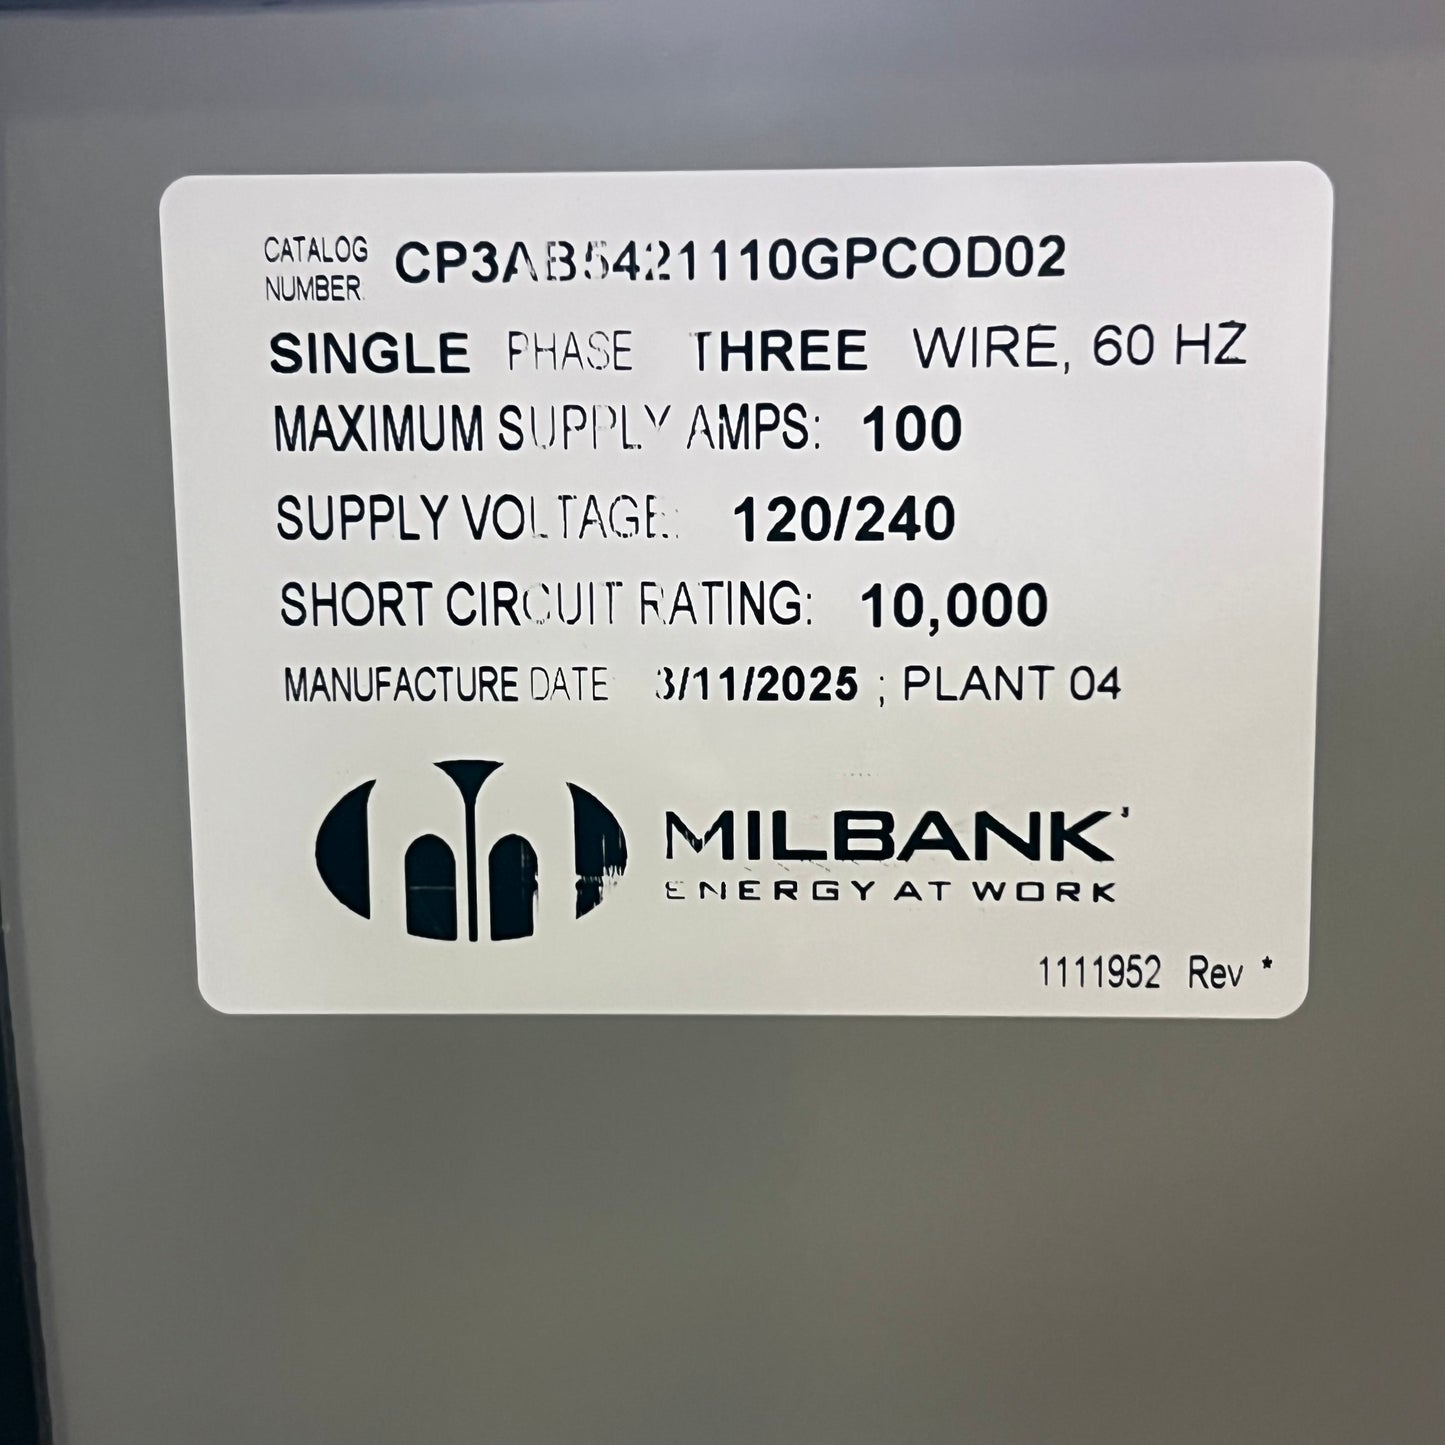 CATALOG NUMBER CP3AB5421110GPCOD02
SINGLE PHASE THREE WIRE, 60 HZ
MAXIMUM SUPPLY AMPS: 100
SUPPLY VOLTAGE: 120/240
SHORT CIRCUIT RATING: 10,000
MANUFACTURE DATE 3/11/2025 ; PLANT 04
MILBANK
ENERGY AT WORK
1111952 Rev *